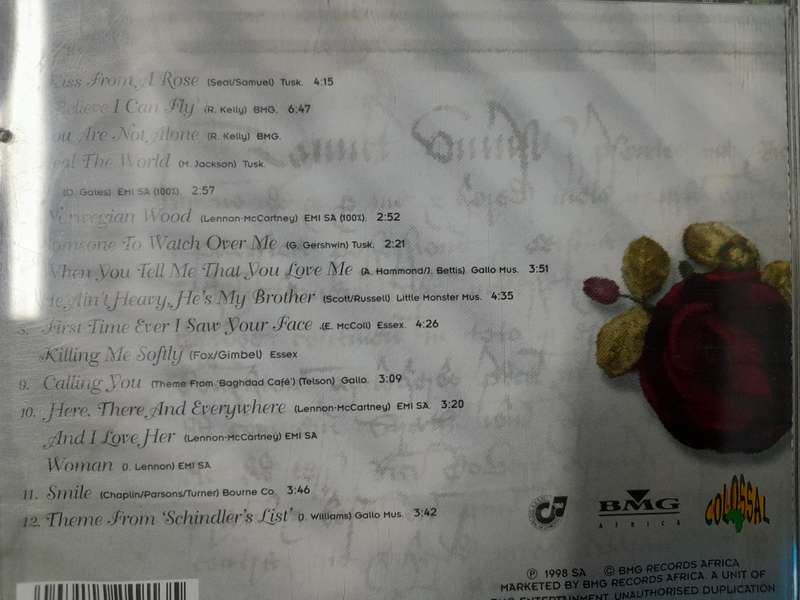 Kiss From A Rose (Seal/Samuel) Tusk. 4:15
Believe I Can Fly' (R. Kelly) BMG. 6:47
You Are Not Alone (R. Kelly) BMG.
Heal The World (M. Jackson) Tusk.
(D. Gates) EMI SA (100%). 2:57
Norwegian Wood (Lennon-McCartney) EMI SA (100%) 2:52
Someone To Watch Over Me (G. Gershwin) Tusk. 2:21
When You Tell Me That You Love Me (A. Hammond/J. Bettis) Gallo Mus. 3:51
He Ain't Heavy, He's My Brother (Scott/Russell) Little Monster Mus. 4:35
First Time Ever I Saw Your Face (E. McColl) Essex. 4:26
Killing Me Softly (Fox/Gimbel) Essex
9. Calling You (Theme From 'Baghdad Café') (Telson) Gallo. 3:09
10. Here, There And Everywhere (Lennon-McCartney) EMI SA. 3:20
And I Love Her (Lennon-McCartney) EMI SA
Woman (J. Lennon) EMI SA
11. Smile (Chaplin/Parsons/Turner) Bourne Co. 3:46
12. Theme From 'Schindler's List' (J. Williams) Gallo Mus. 3:42
BMG
AFRICA
COLOSSAL
℗ 1998 SA © BMG RECORDS AFRICA
MARKETED BY BMG RECORDS AFRICA. A UNIT OF
BMG ENTERTAINMENT. UNAUTHORISED DUPLICATION